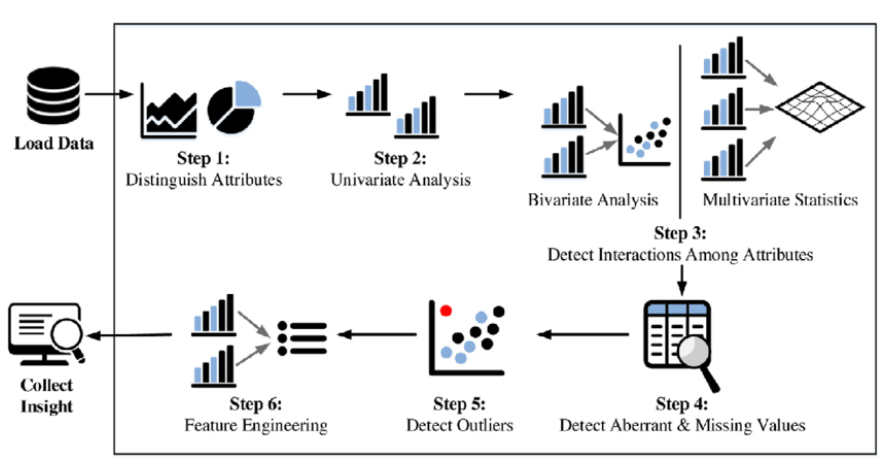 Load Data
Step 1:
Distinguish Attributes
Step 2:
Univariate Analysis
Bivariate Analysis
Multivariate Statistics
Step 3:
Detect Interactions Among Attributes
Collect
Insight
Step 6:
Feature Engineering
Step 5:
Detect Outliers
Step 4:
Detect Aberrant & Missing Values